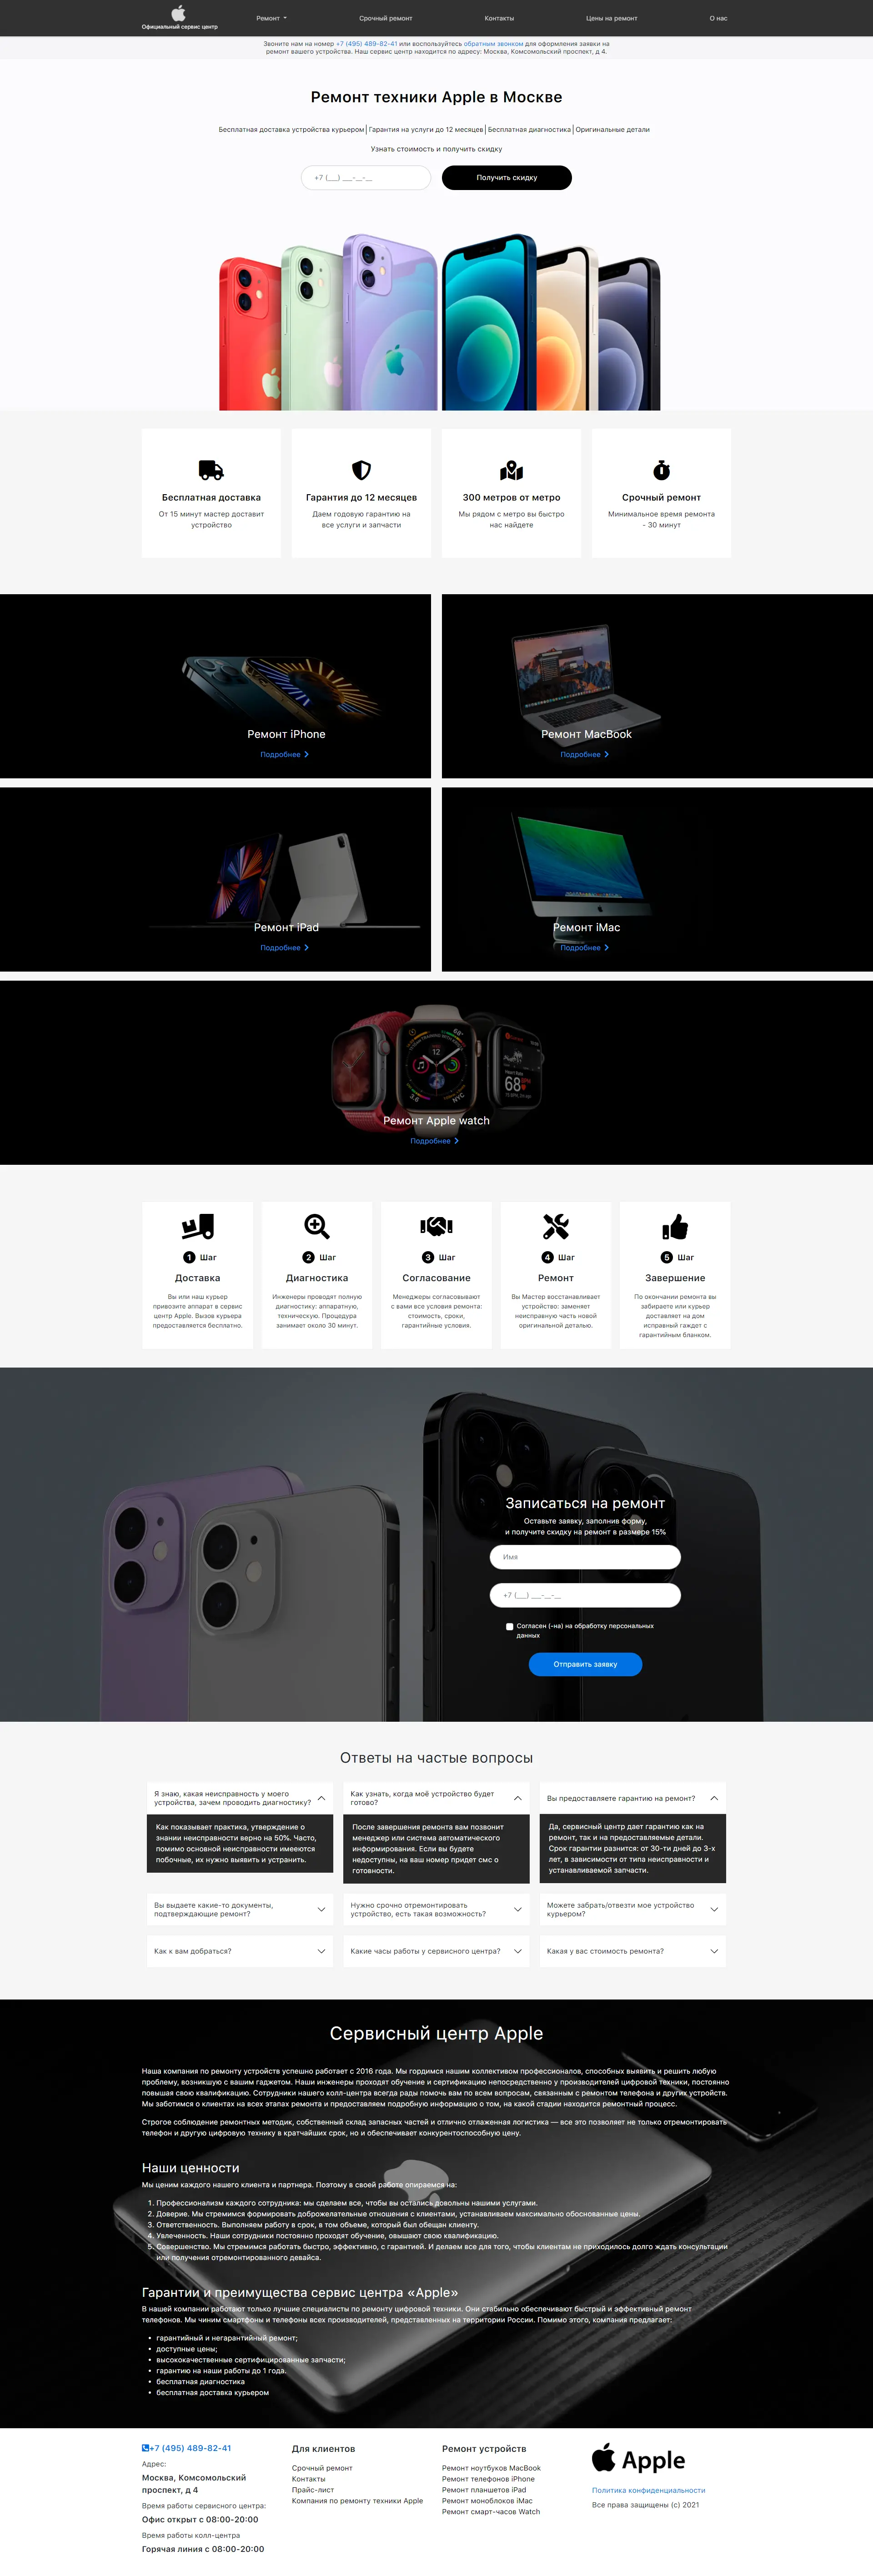 Официальный сервис центр
Ремонт
Срочный ремонт
Контакты
Цены на ремонт
О нас
Звоните нам на номер +7 (495) 489-82-41 или воспользуйтесь обратным звонком для оформления заявки на
ремонт вашего устройства. Наш сервис центр находится по адресу: Москва, Комсомольский проспект, д 4.
Ремонт техники Apple в Москве
Бесплатная доставка устройства курьером | Гарантия на услуги до 12 месяцев | Бесплатная диагностика | Оригинальные детали
Узнать стоимость и получить скидку
+7 (___) ___-__-__
Получить скидку
Бесплатная доставка
От 15 минут мастер доставит
устройство
Гарантия до 12 месяцев
Даем годовую гарантию на
все услуги и запчасти
300 метров от метро
Мы рядом с метро вы быстро
нас найдете
Срочный ремонт
Минимальное время ремонта
- 30 минут
Ремонт iPhone
Подробнее
Ремонт MacBook
Подробнее
Ремонт iPad
Подробнее
Ремонт iMac
Подробнее
Ремонт Apple watch
Подробнее
1 Шаг
Доставка
Вы или наш курьер
привозите аппарат в сервис
центр Apple. Вызов курьера
предоставляется бесплатно.
2 Шаг
Диагностика
Инженеры проводят полную
диагностику: аппаратную,
техническую. Процедура
занимает около 30 минут.
3 Шаг
Согласование
Менеджеры согласовывают
с вами все условия ремонта:
стоимость, сроки,
гарантийные условия.
4 Шаг
Ремонт
Вы Мастер восстанавливает
устройство: заменяет
неисправную часть новой
оригинальной деталью.
5 Шаг
Завершение
По окончании ремонта вы
забираете или курьер
доставляет на дом
исправный гаждет с
гарантийным бланком.
Записаться на ремонт
Оставьте заявку, заполнив форму,
и получите скидку на ремонт в размере 15%
Имя
+7 (___) ___-__-__
Согласен (-на) на обработку персональных
данных
Отправить заявку
Ответы на частые вопросы
Я знаю, какая неисправность у моего
устройства, зачем проводить диагностику?
Как показывает практика, утверждение о
знании неисправности верно на 50%. Часто,
помимо основной неисправности имеются
побочные, их нужно выявить и устранить.
Как узнать, когда моё устройство будет
готово?
После завершения ремонта вам позвонит
менеджер или система автоматического
информирования. Если вы будете
недоступны, на ваш номер придет смс о
готовности.
Вы предоставляете гарантию на ремонт?
Да, сервисный центр дает гарантию как на
ремонт, так и на предоставляемые детали.
Срок гарантии разнится: от 30-ти дней до 3-х
лет, в зависимости от типа неисправности и
устанавливаемой запчасти.
Вы выдаете какие-то документы,
подтверждающие ремонт?
Нужно срочно отремонтировать
устройство, есть такая возможность?
Можете забрать/отвезти мое устройство
курьером?
Как к вам добраться?
Какие часы работы у сервисного центра?
Какая у вас стоимость ремонта?
Сервисный центр Apple
Наша компания по ремонту устройств успешно работает с 2016 года. Мы гордимся нашим коллективом профессионалов, способных выявить и решить любую
проблему, возникшую с вашим гаджетом. Наши инженеры проходят обучение и сертификацию непосредственно у производителей цифровой техники, постоянно
повышая свою квалификацию. Сотрудники нашего колл-центра всегда рады помочь вам по всем вопросам, связанным с ремонтом телефона и других устройств.
Мы заботимся о клиентах на всех этапах ремонта и предоставляем подробную информацию о том, на какой стадии находится ремонтный процесс.
Строгое соблюдение ремонтных методик, собственный склад запасных частей и отлично отлаженная логистика — все это позволяет не только отремонтировать
телефон и другую цифровую технику в кратчайших срок, но и обеспечивает конкурентоспособную цену.
Наши ценности
Мы ценим каждого нашего клиента и партнера. Поэтому в своей работе опираемся на:
1. Профессионализм каждого сотрудника: мы сделаем все, чтобы вы остались довольны нашими услугами.
2. Доверие. Мы стремимся формировать доброжелательные отношения с клиентами, устанавливаем максимально обоснованные цены.
3. Ответственность. Выполняем работу в срок, в том объеме, который был обещан клиенту.
4. Увлеченность. Наши сотрудники постоянно проходят обучение, овышают свою квалификацию.
5. Совершенство. Мы стремимся работать быстро, эффективно, с гарантией. И делаем все для того, чтобы клиентам не приходилось долго ждать консультации
или получения отремонтированного девайса.
Гарантии и преимущества сервис центра «Apple»
В нашей компании работают только лучшие специалисты по ремонту цифровой техники. Они стабильно обеспечивают быстрый и эффективный ремонт
телефонов. Мы чиним смартфоны и телефоны всех производителей, представленных на территории России. Помимо этого, компания предлагает:
• гарантийный и негарантийный ремонт;
• доступные цены;
• высококачественные сертифицированные запчасти;
• гарантию на наши работы до 1 года.
• бесплатная диагностика
• бесплатная доставка курьером
+7 (495) 489-82-41
Адрес:
Москва, Комсомольский
проспект, д 4
Время работы сервисного центра:
Офис открыт с 08:00-20:00
Время работы колл-центра
Горячая линия с 08:00-20:00
Для клиентов
Срочный ремонт
Контакты
Прайс-лист
Компания по ремонту техники Apple
Ремонт устройств
Ремонт ноутбуков MacBook
Ремонт телефонов iPhone
Ремонт планшетов iPad
Ремонт моноблоков iMac
Ремонт смарт-часов Watch
Apple
Политика конфиденциальности
Все права защищены (с) 2021